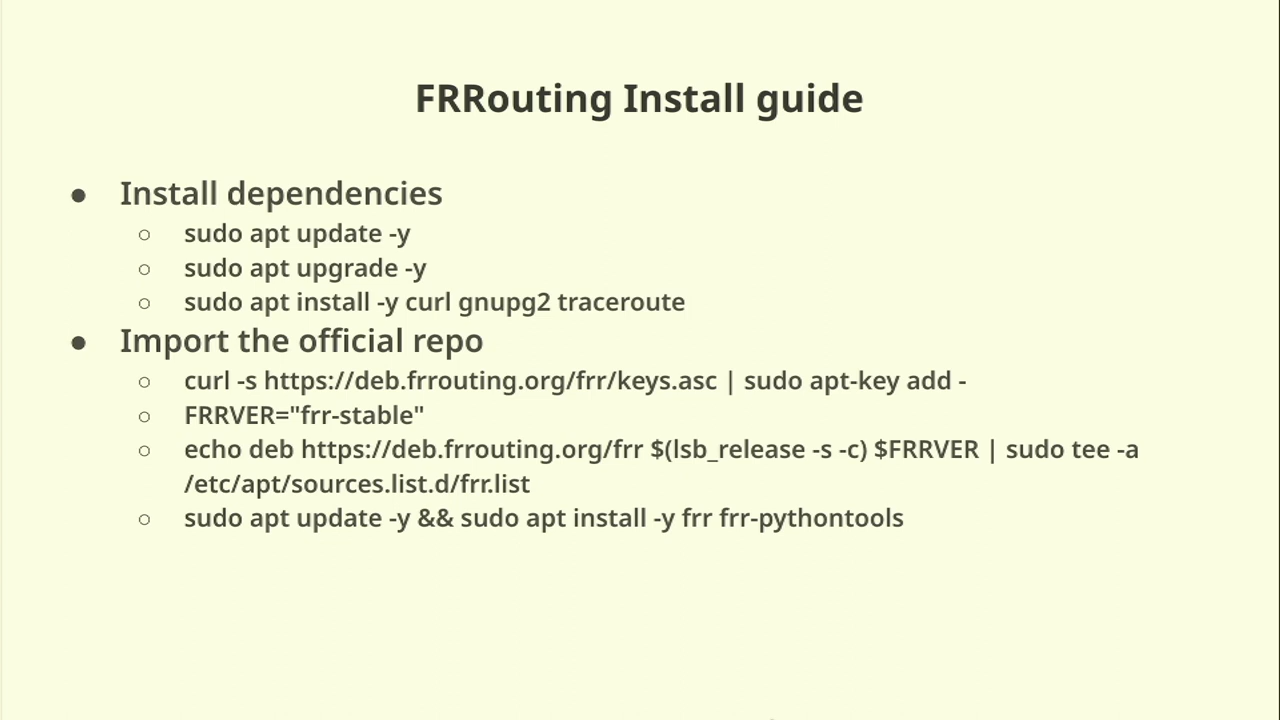 FRRouting Install guide
● Install dependencies
○ sudo apt update -y
○ sudo apt upgrade -y
○ sudo apt install -y curl gnupg2 traceroute
● Import the official repo
○ curl -s https://deb.frrouting.org/frr/keys.asc | sudo apt-key add -
○ FRRVER="frr-stable"
○ echo deb https://deb.frrouting.org/frr $(lsb_release -s -c) $FRRVER | sudo tee -a
/etc/apt/sources.list.d/frr.list
○ sudo apt update -y && sudo apt install -y frr frr-pythontools